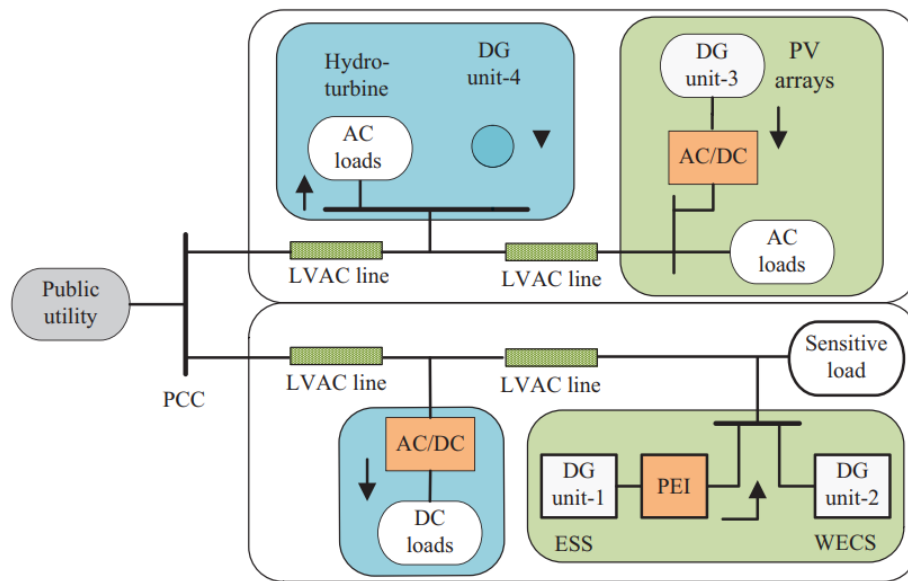 Hydro-
turbine
DG
unit-4
AC
loads
DG
unit-3
PV
arrays
AC/DC
AC
loads
LVAC line
LVAC line
Public
utility
PCC
LVAC line
LVAC line
Sensitive
load
AC/DC
DC
loads
DG
unit-1
PEI
DG
unit-2
ESS
WECS